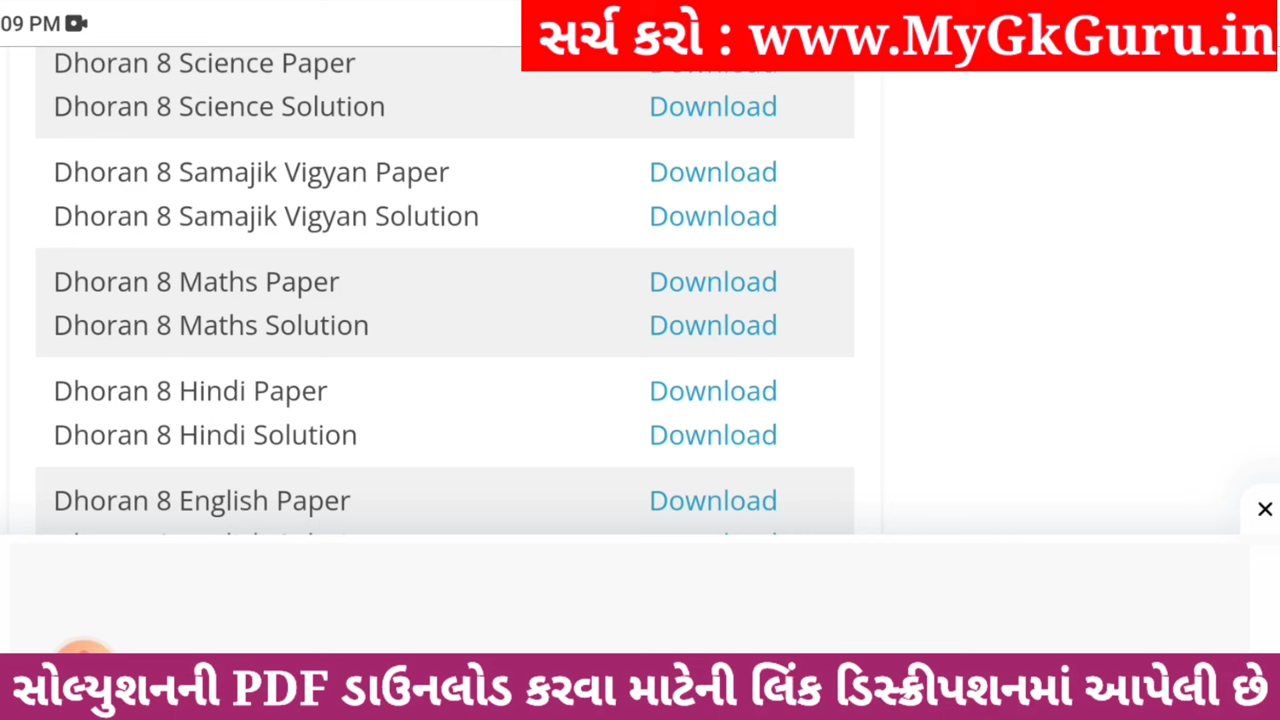 09 PM
સર્ચ કરો : www.MyGkGuru.in
Dhoran 8 Science Paper
Dhoran 8 Science Solution Download
Dhoran 8 Samajik Vigyan Paper Download
Dhoran 8 Samajik Vigyan Solution Download
Dhoran 8 Maths Paper Download
Dhoran 8 Maths Solution Download
Dhoran 8 Hindi Paper Download
Dhoran 8 Hindi Solution Download
Dhoran 8 English Paper Download
સોલ્યુશનની PDF ડાઉનલોડ કરવા માટેની લિંક ડિસ્ક્રીપશનમાં આપેલી છે